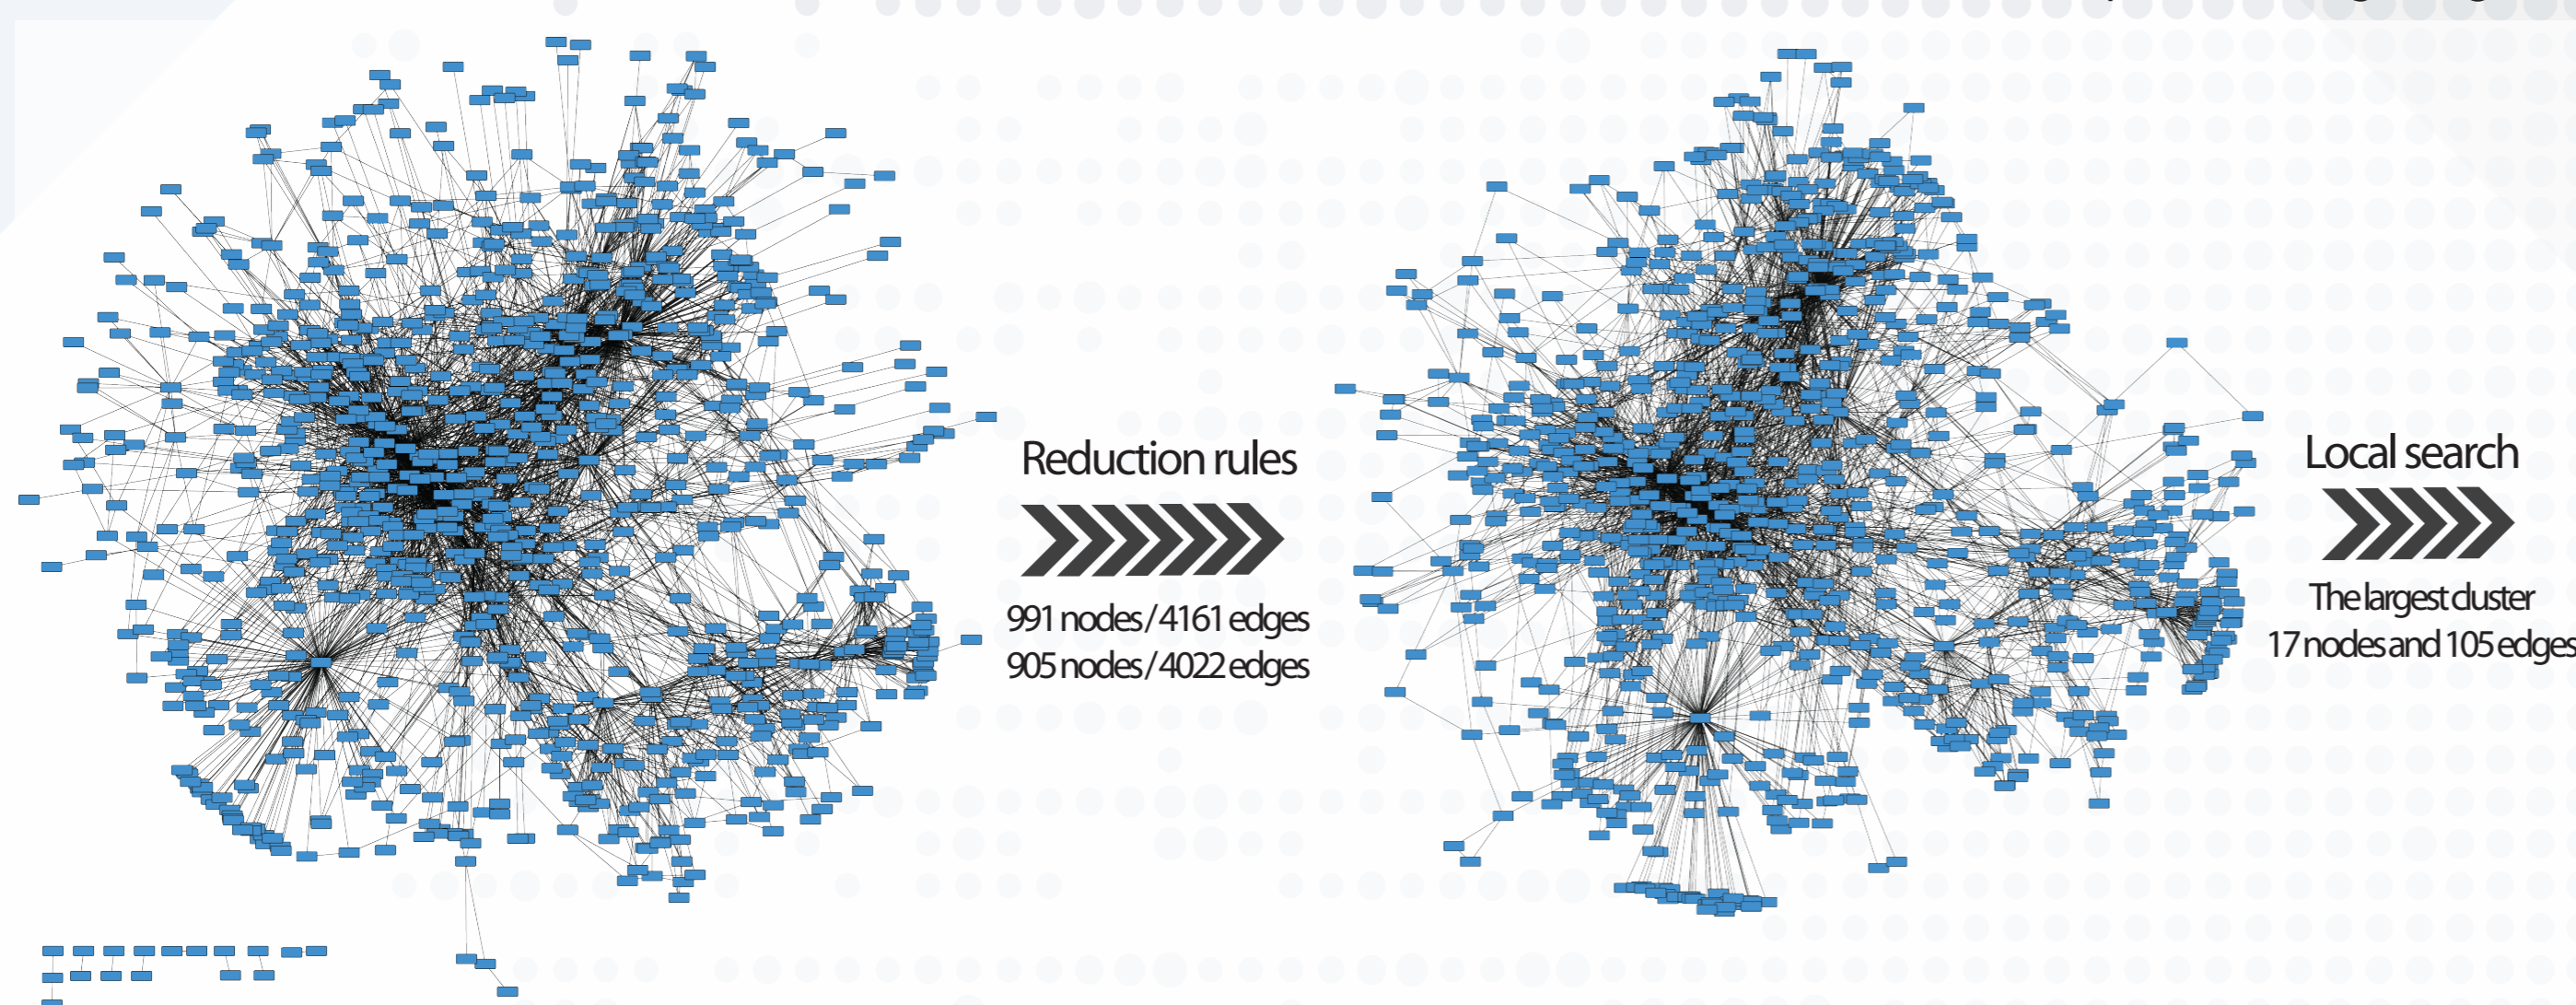 Reduction rules
991 nodes / 4161 edges
905 nodes / 4022 edges
Local search
The largest cluster
17 nodes and 105 edges